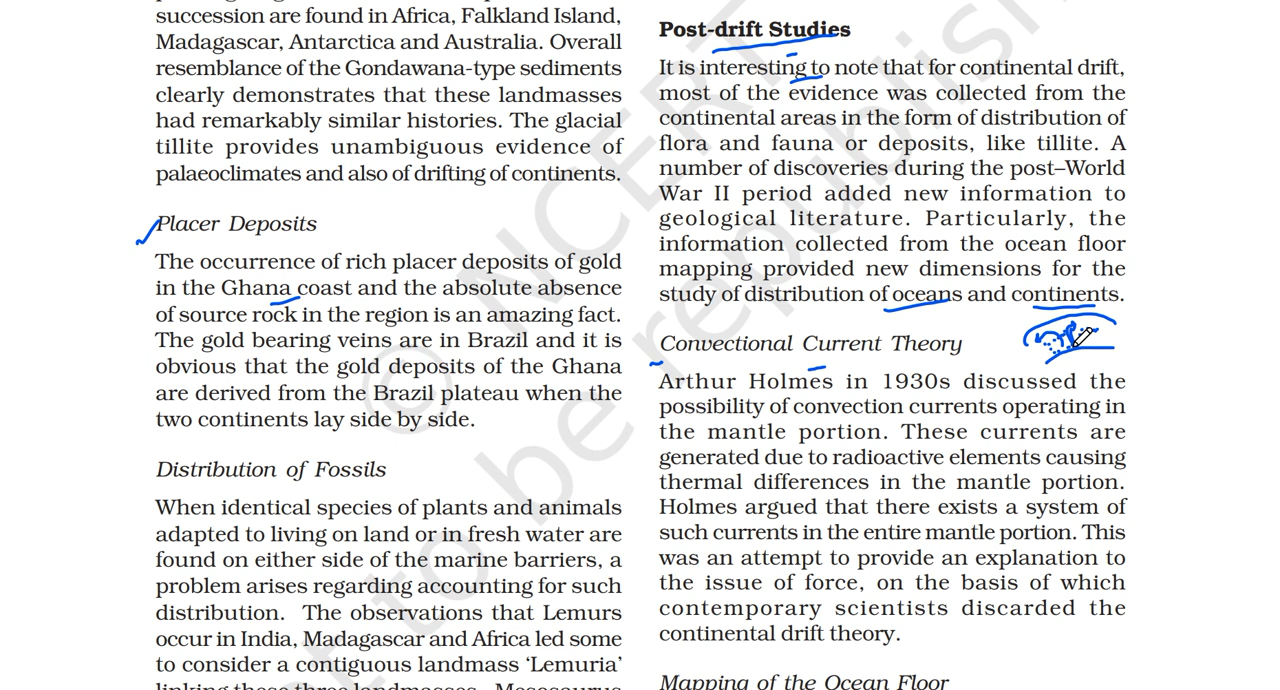 succession are found in Africa, Falkland Island,
Madagascar, Antarctica and Australia. Overall
resemblance of the Gondawana-type sediments
clearly demonstrates that these landmasses
had remarkably similar histories. The glacial
tillite provides unambiguous evidence of
palaeoclimates and also of drifting of continents.
Placer Deposits
The occurrence of rich placer deposits of gold
in the Ghana coast and the absolute absence
of source rock in the region is an amazing fact.
The gold bearing veins are in Brazil and it is
obvious that the gold deposits of the Ghana
are derived from the Brazil plateau when the
two continents lay side by side.
Distribution of Fossils
When identical species of plants and animals
adapted to living on land or in fresh water are
found on either side of the marine barriers, a
problem arises regarding accounting for such
distribution. The observations that Lemurs
occur in India, Madagascar and Africa led some
to consider a contiguous landmass ‘Lemuria’
linking these three landmasses. Mesosaurus
Post-drift Studies
It is interesting to note that for continental drift,
most of the evidence was collected from the
continental areas in the form of distribution of
flora and fauna or deposits, like tillite. A
number of discoveries during the post–World
War II period added new information to
geological literature. Particularly, the
information collected from the ocean floor
mapping provided new dimensions for the
study of distribution of oceans and continents.
Convectional Current Theory
Arthur Holmes in 1930s discussed the
possibility of convection currents operating in
the mantle portion. These currents are
generated due to radioactive elements causing
thermal differences in the mantle portion.
Holmes argued that there exists a system of
such currents in the entire mantle portion. This
was an attempt to provide an explanation to
the issue of force, on the basis of which
contemporary scientists discarded the
continental drift theory.
Mapping of the Ocean Floor
© NCERT
to be republish